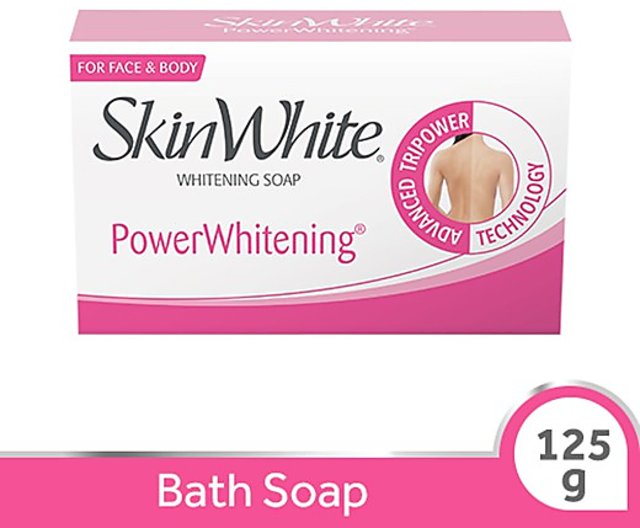 SkinWhite
PowerWhitening®
FOR FACE & BODY
SkinWhite®
WHITENING SOAP
PowerWhitening®
ADVANCED TRIPOWER
TECHNOLOGY
125
g
Bath Soap